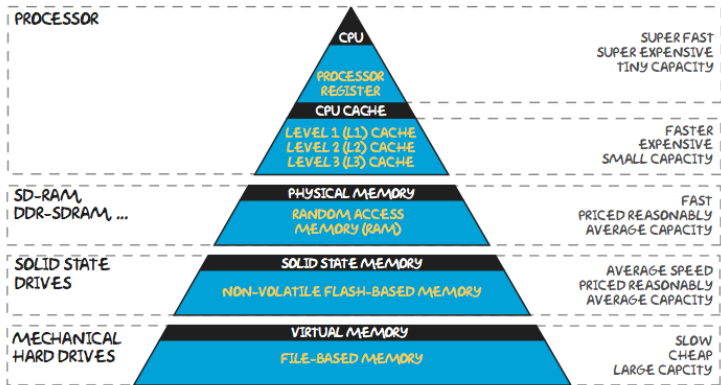 PROCESSOR
CPU
SUPER FAST
SUPER EXPENSIVE
TINY CAPACITY
PROCESSOR
REGISTER
CPU CACHE
LEVEL 1 (L1) CACHE
LEVEL 2 (L2) CACHE
LEVEL 3 (L3) CACHE
FASTER
EXPENSIVE
SMALL CAPACITY
SD-RAM,
DDR-SDRAM, ...
PHYSICAL MEMORY
RANDOM ACCESS
MEMORY (RAM)
FAST
PRICED REASONABLY
AVERAGE CAPACITY
SOLID STATE
DRIVES
SOLID STATE MEMORY
NON-VOLATILE FLASH-BASED MEMORY
AVERAGE SPEED
PRICED REASONABLY
AVERAGE CAPACITY
MECHANICAL
HARD DRIVES
VIRTUAL MEMORY
FILE-BASED MEMORY
SLOW
CHEAP
LARGE CAPCITY